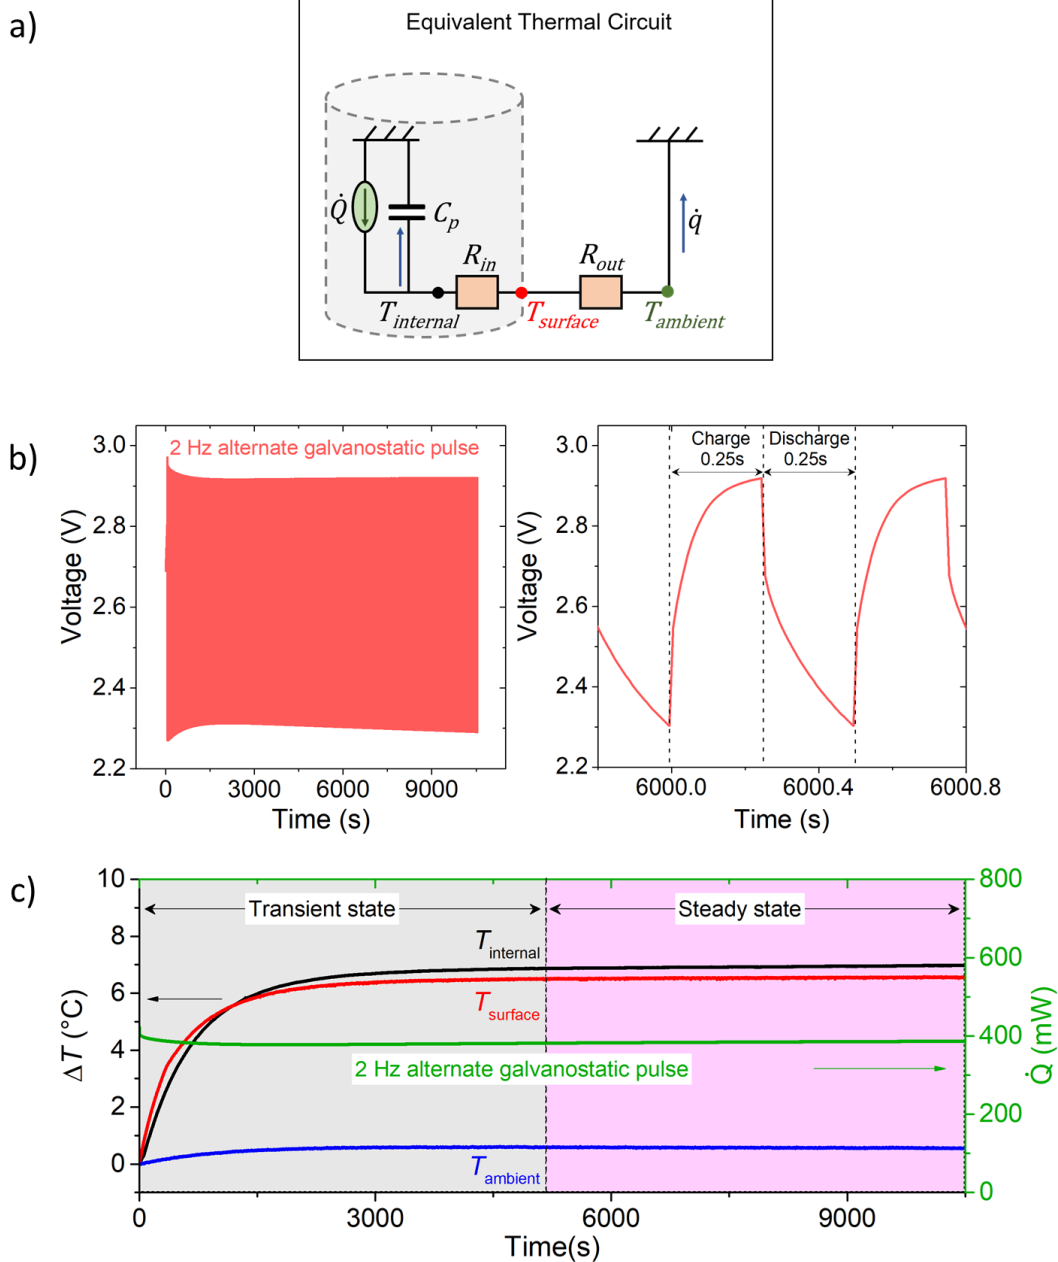 a)
Equivalent Thermal Circuit
Q̇
C_p
q̇
R_in
R_out
T_internal
T_surface
T_ambient
b)
3.0
2.8
2.6
2.4
2.2
Voltage (V)
2 Hz alternate galvanostatic pulse
0
3000
6000
9000
Time (s)
3.0
2.8
2.6
2.4
2.2
Voltage (V)
Charge
0.25s
Discharge
0.25s
6000.0
6000.4
6000.8
Time (s)
c)
10
8
6
4
2
0
ΔT (°C)
Transient state
Steady state
T_internal
T_surface
2 Hz alternate galvanostatic pulse
T_ambient
800
600
400
200
0
Q̇ (mW)
0
3000
6000
9000
Time(s)